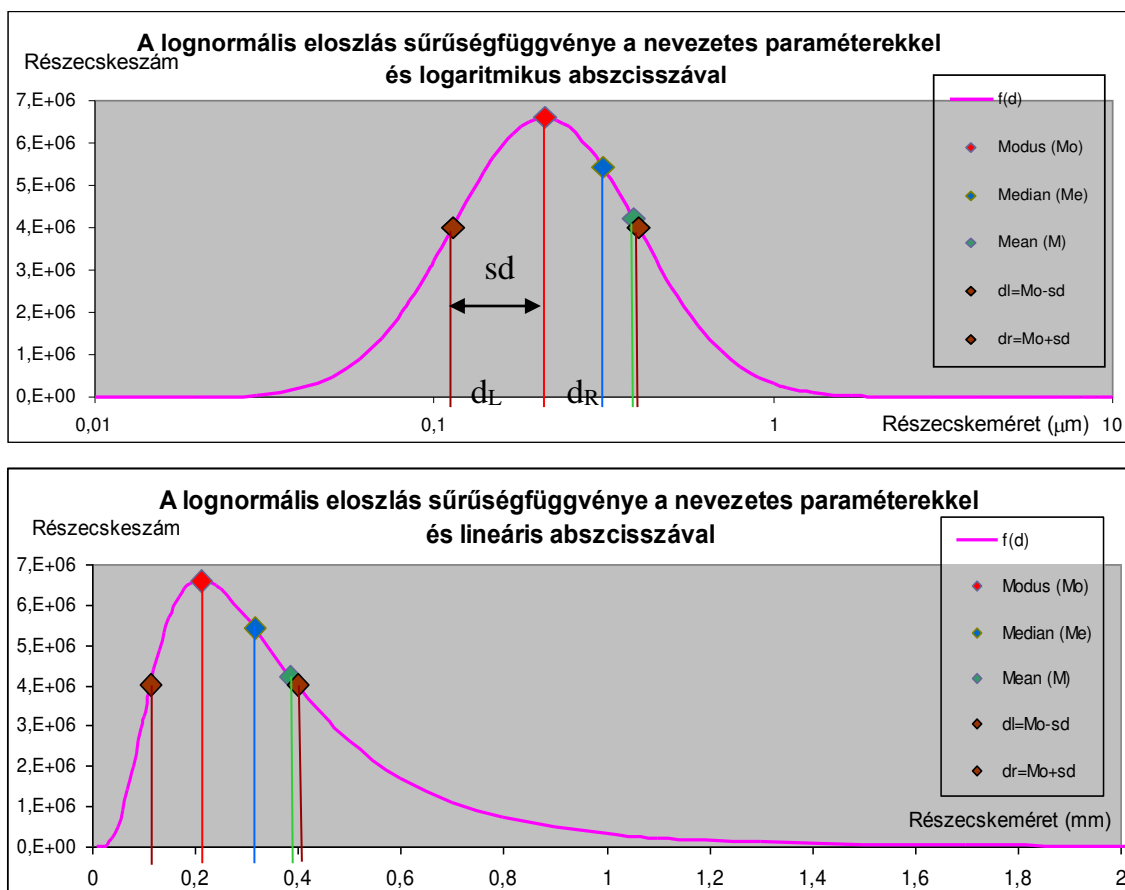 A lognormális eloszlás sűrűségfüggvénye a nevezetes paraméterekkel
és logaritmikus abszcisszával
Részecskeszám
7,E+06
6,E+06
5,E+06
4,E+06
3,E+06
2,E+06
1,E+06
0,E+00
sd
dL
dR
0,01
0,1
1
10
Részecskeméret (μm)
f(d)
Modus (Mo)
Median (Me)
Mean (M)
dl=Mo-sd
dr=Mo+sd
A lognormális eloszlás sűrűségfüggvénye a nevezetes paraméterekkel
és lineáris abszcisszával
Részecskeszám
7,E+06
6,E+06
5,E+06
4,E+06
3,E+06
2,E+06
1,E+06
0,E+00
0
0,2
0,4
0,6
0,8
1
1,2
1,4
1,6
1,8
2
Részecskeméret (mm)
f(d)
Modus (Mo)
Median (Me)
Mean (M)
dl=Mo-sd
dr=Mo+sd